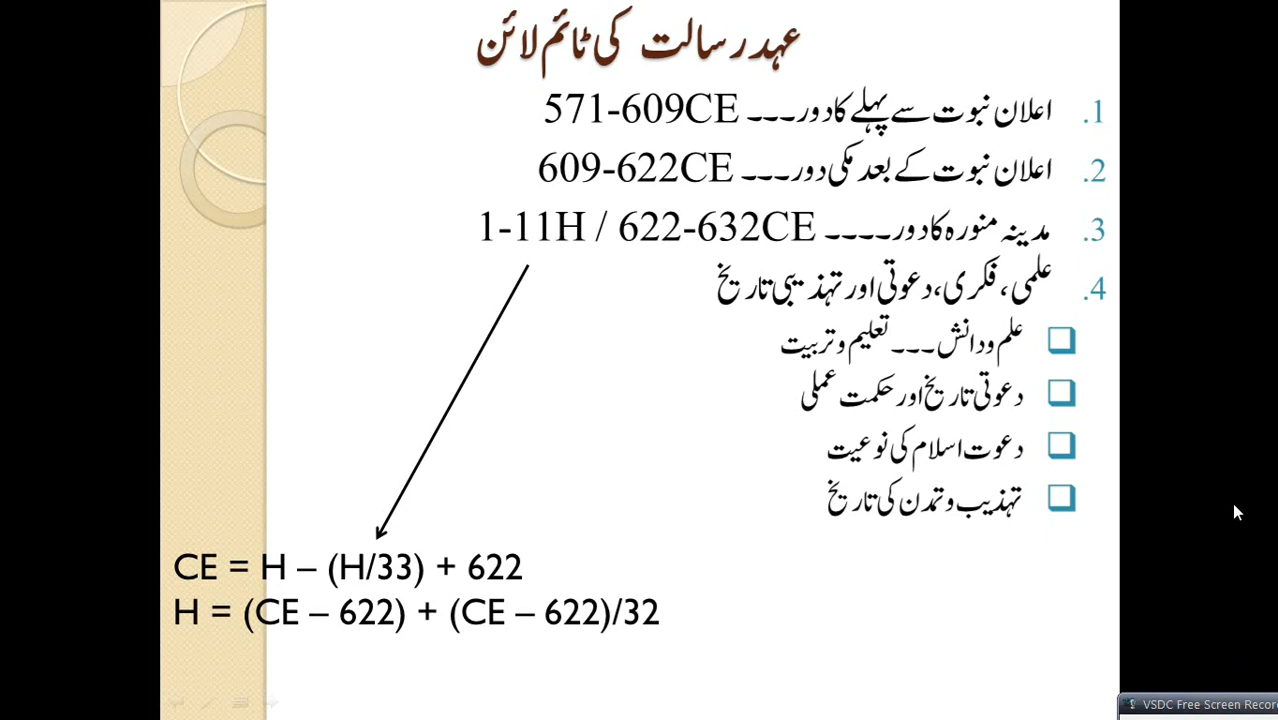 عہد رسالت کی ٹائم لائن
1. اعلان نبوت سے پہلے کا دور۔۔۔ 571-609CE
2. اعلان نبوت کے بعد مکی دور۔۔۔ 609-622CE
3. مدینہ منورہ کا دور۔۔۔۔ 622-632CE / 1-11H
4. علمی، فکری، دعوتی اور تہذیبی تاریخ
علم و دانش۔۔۔ تعلیم و تربیت
دعوتی تاریخ اور حکمت عملی
دعوت اسلام کی نوعیت
تہذیب و تمدن کی تاریخ
CE = H – (H/33) + 622
H = (CE – 622) + (CE – 622)/32
VSDC Free Screen Recor